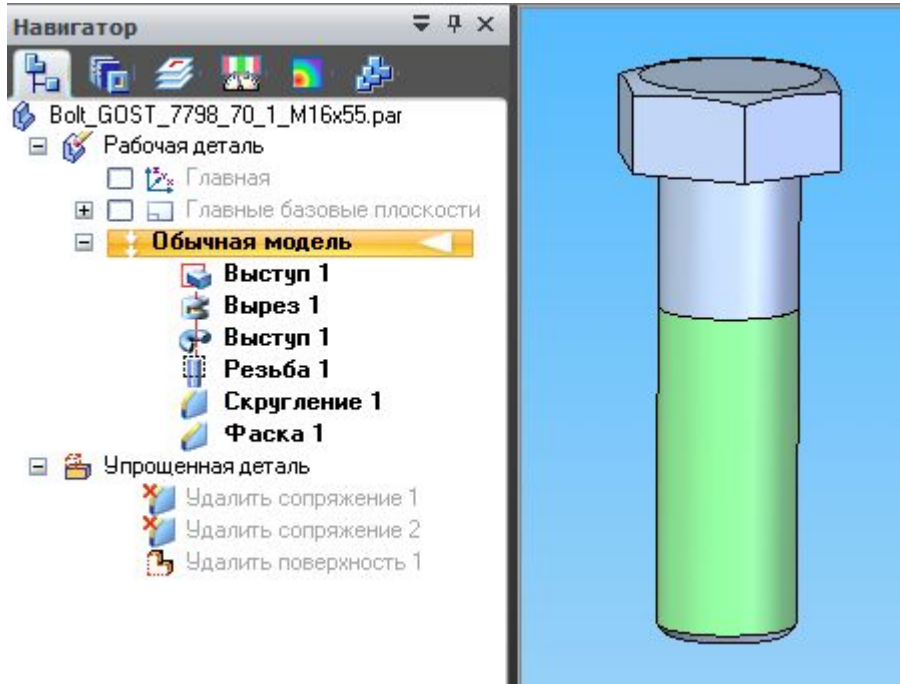 Навигатор
Bolt_GOST_7798_70_1_M16x55.par
Рабочая деталь
Главная
Главные базовые плоскости
Обычная модель
Выступ 1
Вырез 1
Выступ 1
Резьба 1
Скругление 1
Фаска 1
Упрощенная деталь
Удалить сопряжение 1
Удалить сопряжение 2
Удалить поверхность 1